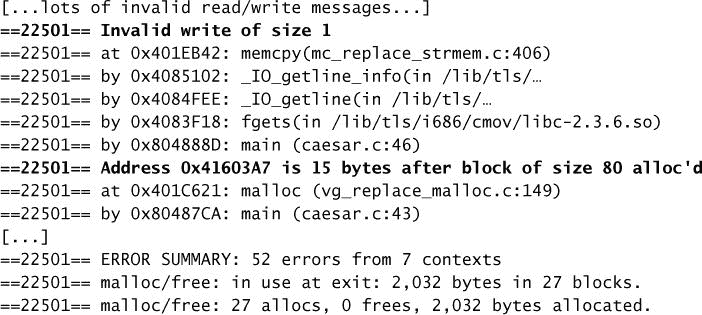 [...lots of invalid read/write messages...]
==22501== Invalid write of size 1
==22501== at 0x401EB42: memcpy(mc_replace_strmem.c:406)
==22501== by 0x4085102: _IO_getline_info(in /lib/tls/…
==22501== by 0x4084FEE: _IO_getline(in /lib/tls/…
==22501== by 0x4083F18: fgets(in /lib/tls/i686/cmov/libc-2.3.6.so)
==22501== by 0x804888D: main (caesar.c:46)
==22501== Address 0x41603A7 is 15 bytes after block of size 80 alloc'd
==22501== at 0x401C621: malloc (vg_replace_malloc.c:149)
==22501== by 0x80487CA: main (caesar.c:43)
[...]
==22501== ERROR SUMMARY: 52 errors from 7 contexts
==22501== malloc/free: in use at exit: 2,032 bytes in 27 blocks.
==22501== malloc/free: 27 allocs, 0 frees, 2,032 bytes allocated.